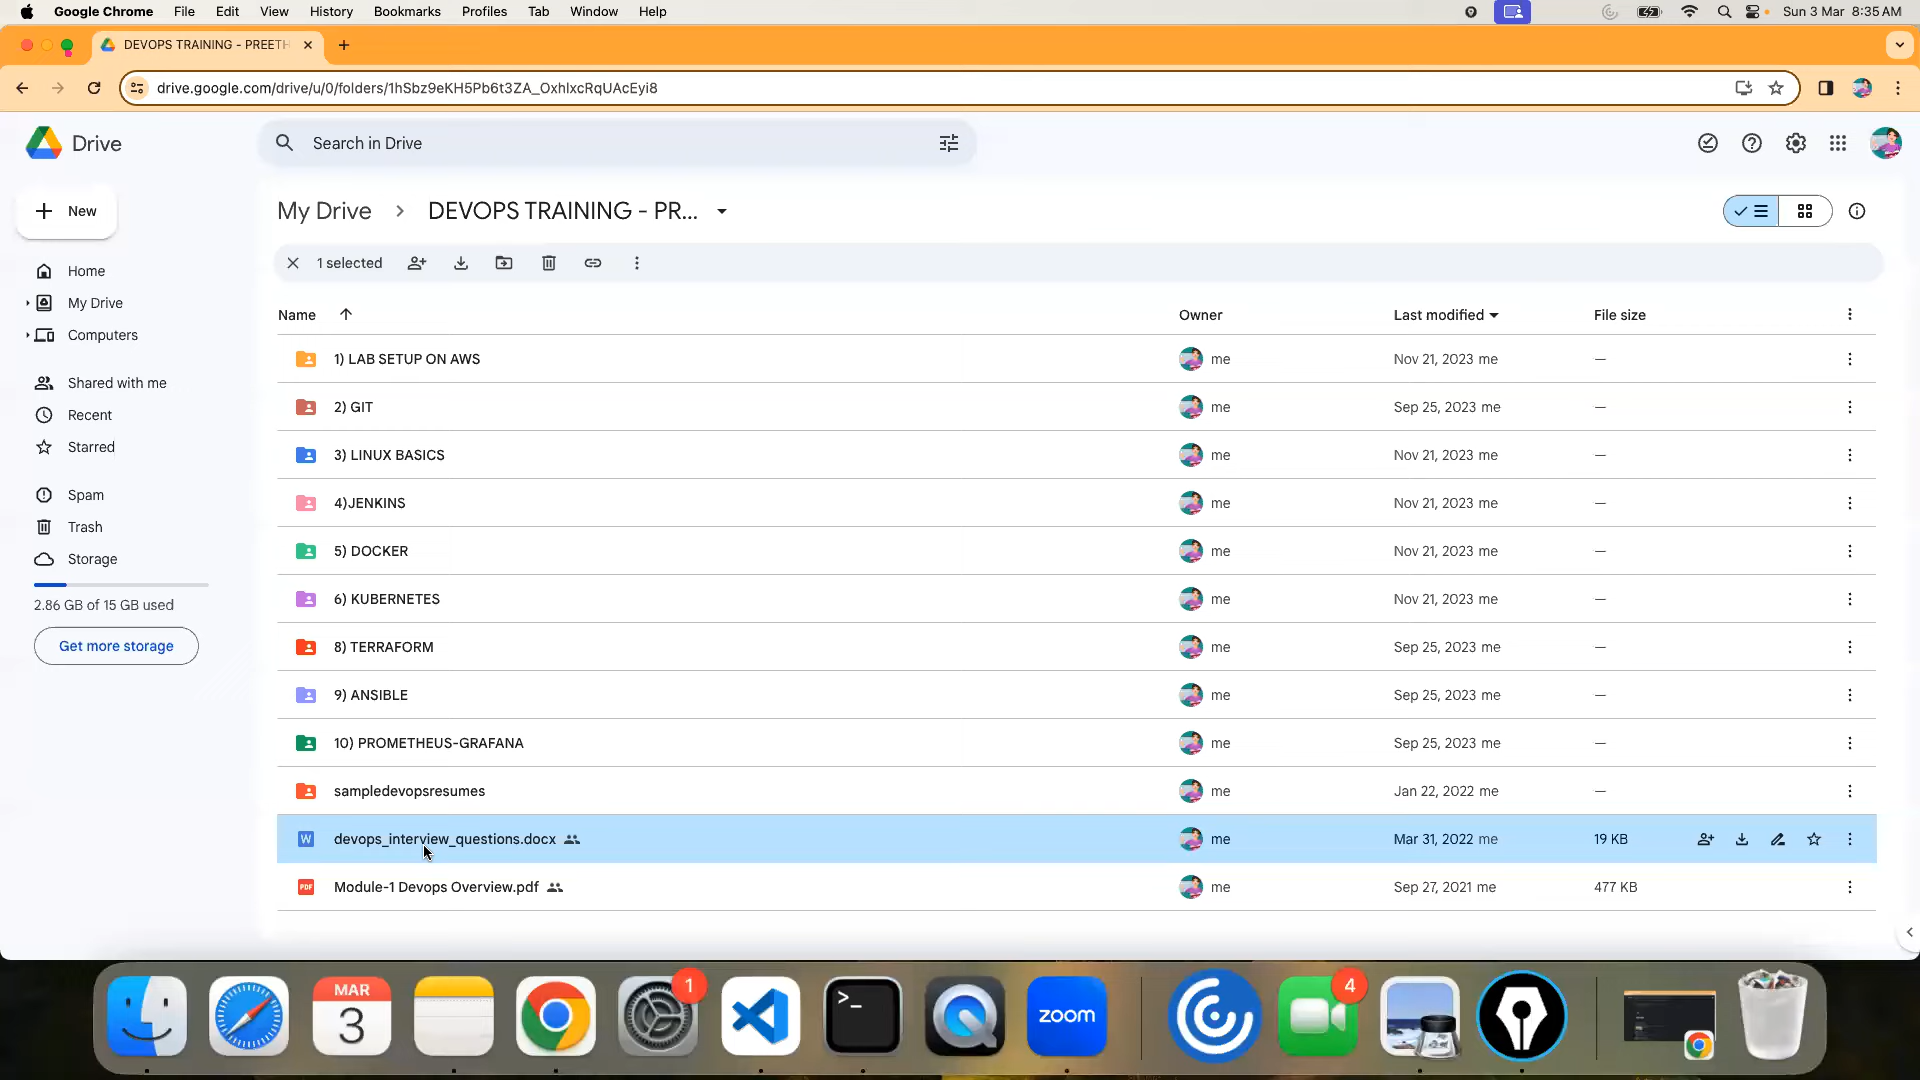 Google Chrome File Edit View History Bookmarks Profiles Tab Window Help Sun 3 Mar 8:35 AM
DEVOPS TRAINING - PREETH
drive.google.com/drive/u/0/folders/1hSbz9eKH5Pb6t3ZA_OxhlxcRqUAcEyi8
Drive
Search in Drive
New
My Drive DEVOPS TRAINING - PR...
1 selected
Home
My Drive
Computers
Shared with me
Recent
Starred
Spam
Trash
Storage
2.86 GB of 15 GB used
Get more storage
Name Owner Last modified File size
1) LAB SETUP ON AWS me Nov 21, 2023 me —
2) GIT me Sep 25, 2023 me —
3) LINUX BASICS me Nov 21, 2023 me —
4)JENKINS me Nov 21, 2023 me —
5) DOCKER me Nov 21, 2023 me —
6) KUBERNETES me Nov 21, 2023 me —
8) TERRAFORM me Sep 25, 2023 me —
9) ANSIBLE me Sep 25, 2023 me —
10) PROMETHEUS-GRAFANA me Sep 25, 2023 me —
sampledevopsresumes me Jan 22, 2022 me —
W devops_interview_questions.docx me Mar 31, 2022 me 19 KB
PDF Module-1 Devops Overview.pdf me Sep 27, 2021 me 477 KB
MAR
3
1
>_
zoom
4